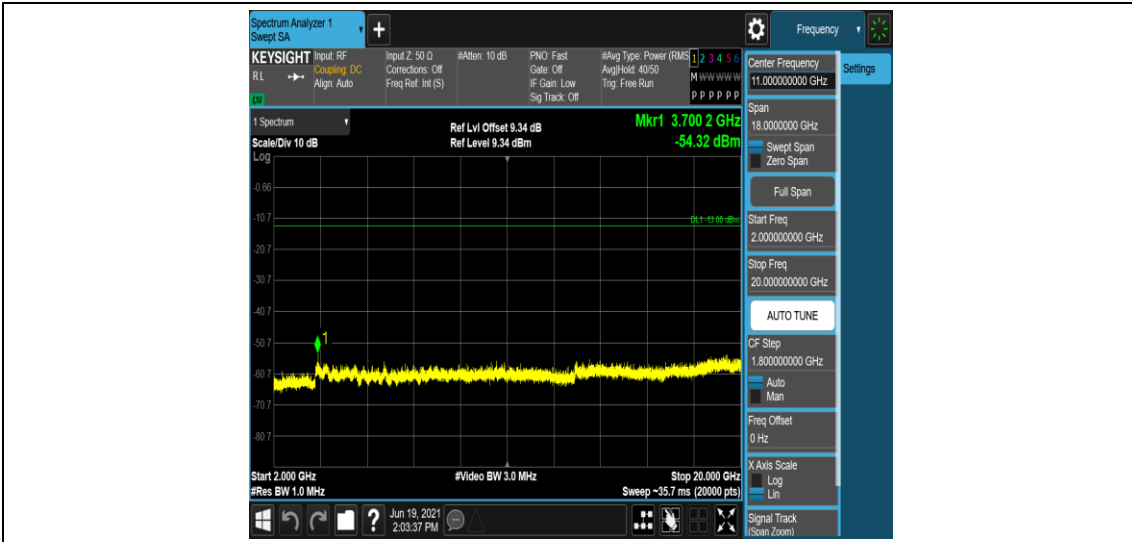 Spectrum Analyzer 1
Swept SA
+
Frequency
KEYSIGHT
RL
LXI
Input: RF
Coupling: DC
Align: Auto
Input Z: 50 Ω
Corrections: Off
Freq Ref: Int (S)
#Atten: 10 dB
PNO: Fast
Gate: Off
IF Gain: Low
Sig Track: Off
#Avg Type: Power (RMS
Avg|Hold: 40/50
Trig: Free Run
1 2 3 4 5 6
M W W W W W
P P P P P P
Center Frequency
11.000000000 GHz
Settings
Span
18.0000000 GHz
Swept Span
Zero Span
Full Span
Start Freq
2.000000000 GHz
Stop Freq
20.000000000 GHz
AUTO TUNE
CF Step
1.800000000 GHz
Auto
Man
Freq Offset
0 Hz
X Axis Scale
Log
Lin
Signal Track
(Span Zoom)
1 Spectrum
Scale/Div 10 dB
Log
Ref Lvl Offset 9.34 dB
Ref Level 9.34 dBm
Mkr1 3.700 2 GHz
-54.32 dBm
-0.66
-10.7
DL1 -13.00 dBm
-20.7
-30.7
-40.7
-50.7
1
-60.7
-70.7
-80.7
Start 2.000 GHz
#Res BW 1.0 MHz
#Video BW 3.0 MHz
Stop 20.000 GHz
Sweep ~35.7 ms (20000 pts)
?
Jun 19, 2021
2:03:37 PM